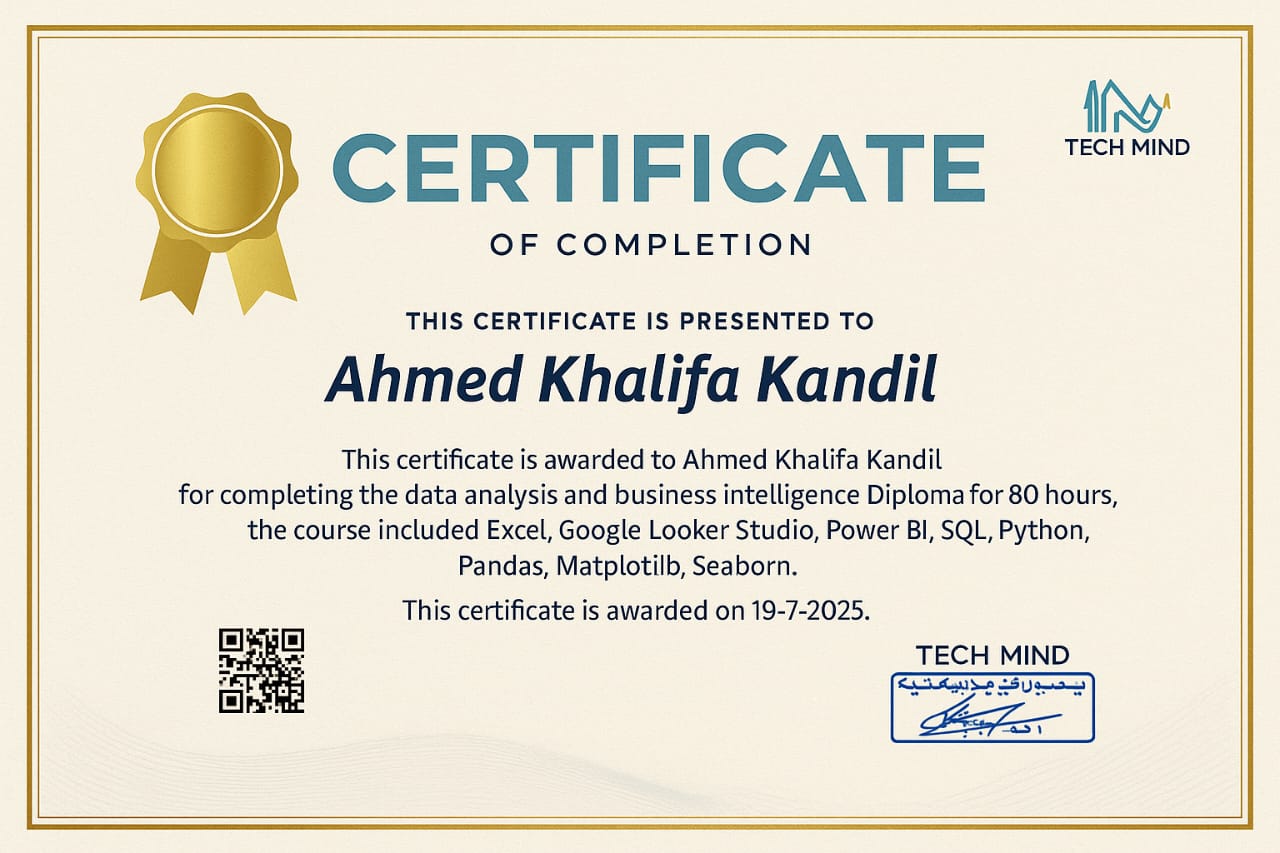 TECH MIND
CERTIFICATE
OF COMPLETION
THIS CERTIFICATE IS PRESENTED TO
Ahmed Khalifa Kandil
This certificate is awarded to Ahmed Khalifa Kandil
for completing the data analysis and business intelligence Diploma for 80 hours,
the course included Excel, Google Looker Studio, Power BI, SQL, Python,
Pandas, Matplotilb, Seaborn.
This certificate is awarded on 19-7-2025.
TECH MIND